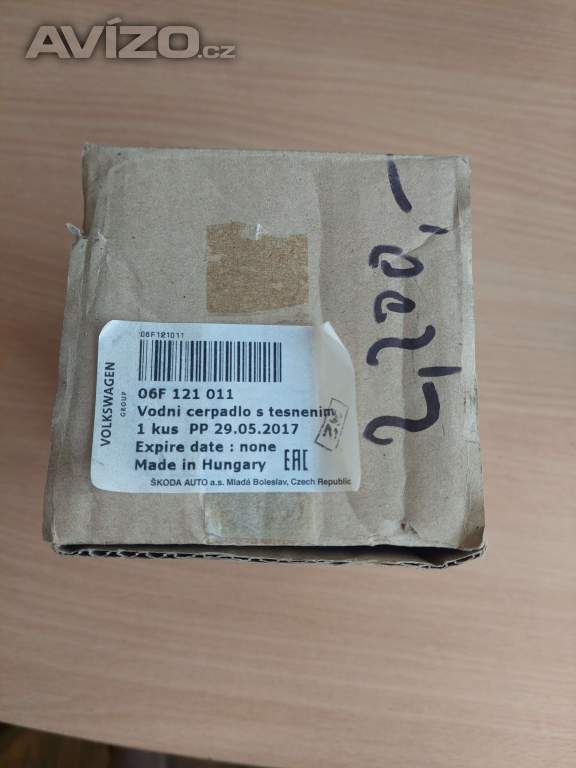 AVÍZO.cz
2200,-
06F121011
VOLKSWAGEN
GROUP
06F 121 011
Vodni cerpadlo s tesnenim
1 kus PP 29.05.2017
Expire date : none
Made in Hungary EAC
ŠKODA AUTO a.s. Mladá Boleslav, Czech Republic